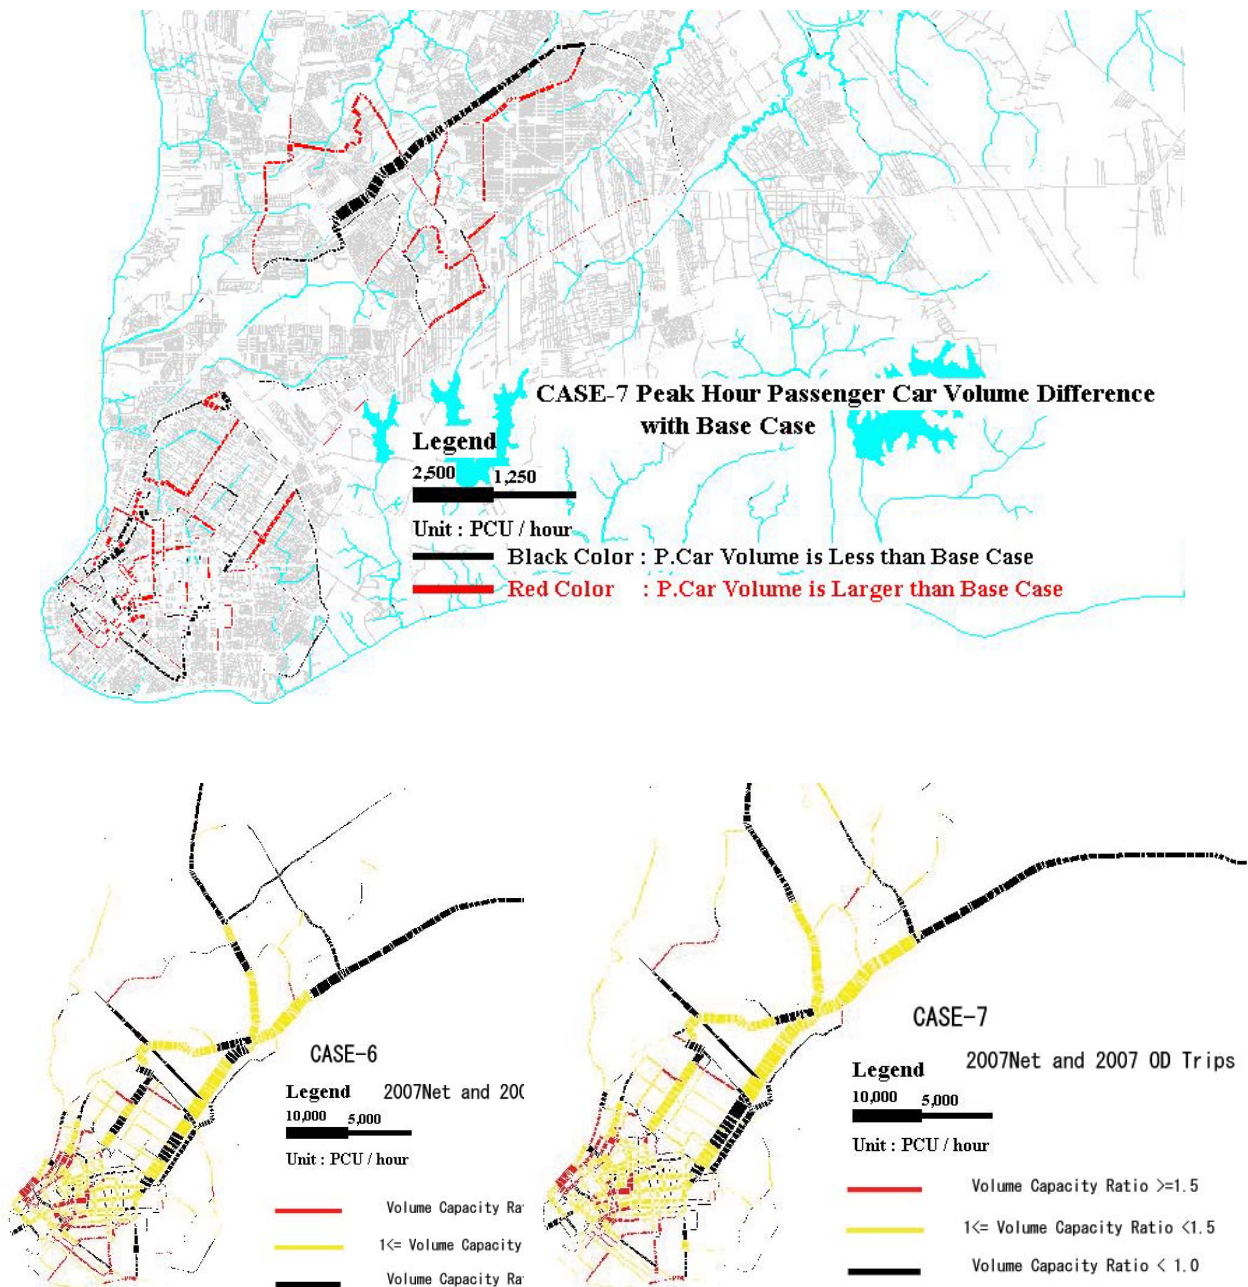 CASE-7 Peak Hour Passenger Car Volume Difference
with Base Case
Legend
2,500 1,250
Unit : PCU / hour
Black Color : P.Car Volume is Less than Base Case
Red Color : P.Car Volume is Larger than Base Case
CASE-6
2007Net and 200
Legend
10,000 5,000
Unit : PCU / hour
Volume Capacity Ra
1<= Volume Capacity
Volume Capacity Ra
CASE-7
2007Net and 2007 OD Trips
Legend
10,000 5,000
Unit : PCU / hour
Volume Capacity Ratio >=1.5
1<= Volume Capacity Ratio <1.5
Volume Capacity Ratio < 1.0